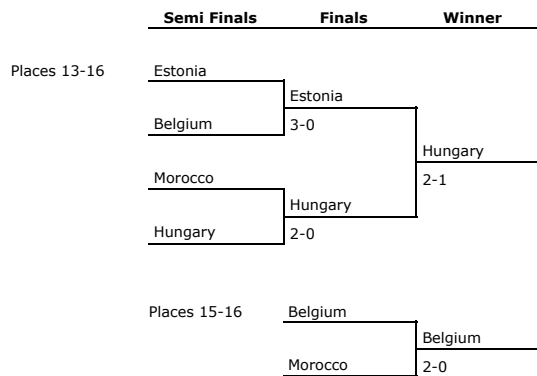 Semi Finals Finals Winner
Places 13-16 Estonia
Estonia
Belgium 3-0
Hungary
Morocco 2-1
Hungary
Hungary 2-0
Places 15-16 Belgium
Belgium
Morocco 2-0